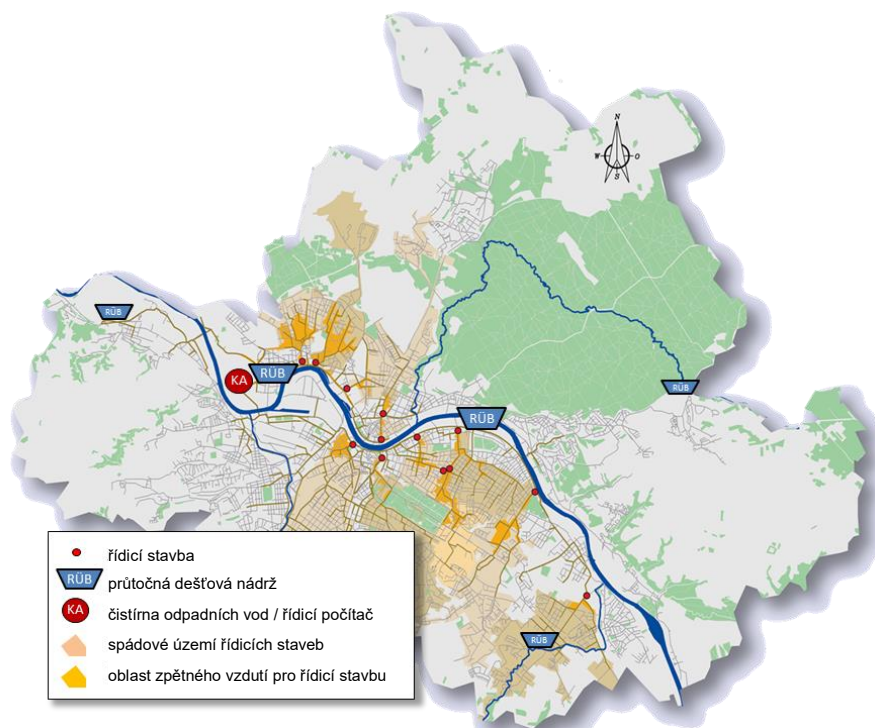 N
W O
S
RÜB
RÜB
KA
RÜB
RÜB
RÜB
řídicí stavba
RÜB průtočná dešťová nádrž
KA čistírna odpadních vod / řídicí počítač
spádové území řídicích staveb
oblast zpětného vzdutí pro řídicí stavbu